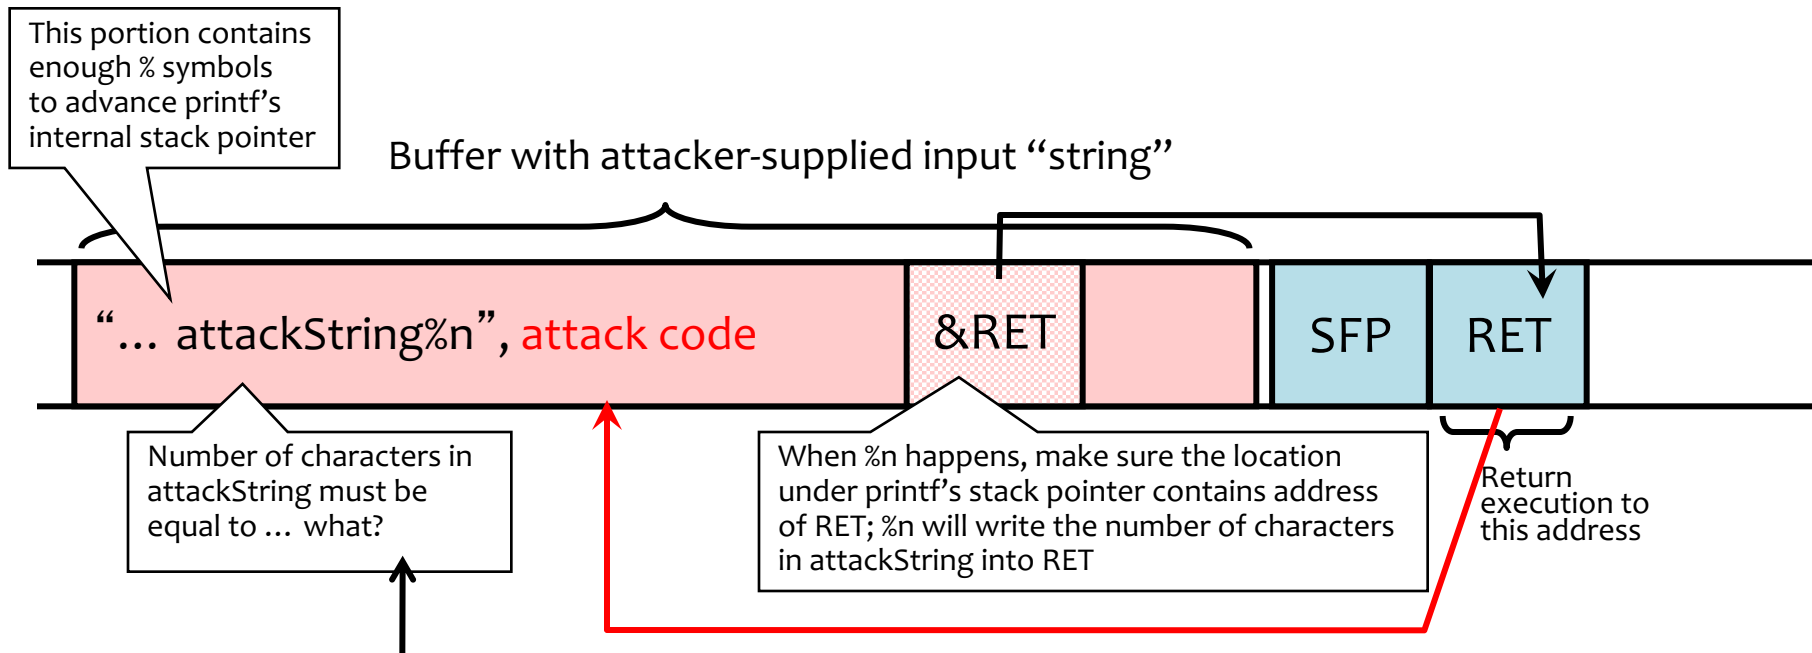 This portion contains
enough % symbols
to advance printf’s
internal stack pointer
Buffer with attacker-supplied input “string”
“... attackString%n”, attack code
&RET
SFP
RET
Number of characters in
attackString must be
equal to ... what?
When %n happens, make sure the location
under printf’s stack pointer contains address
of RET; %n will write the number of characters
in attackString into RET
Return
execution to
this address